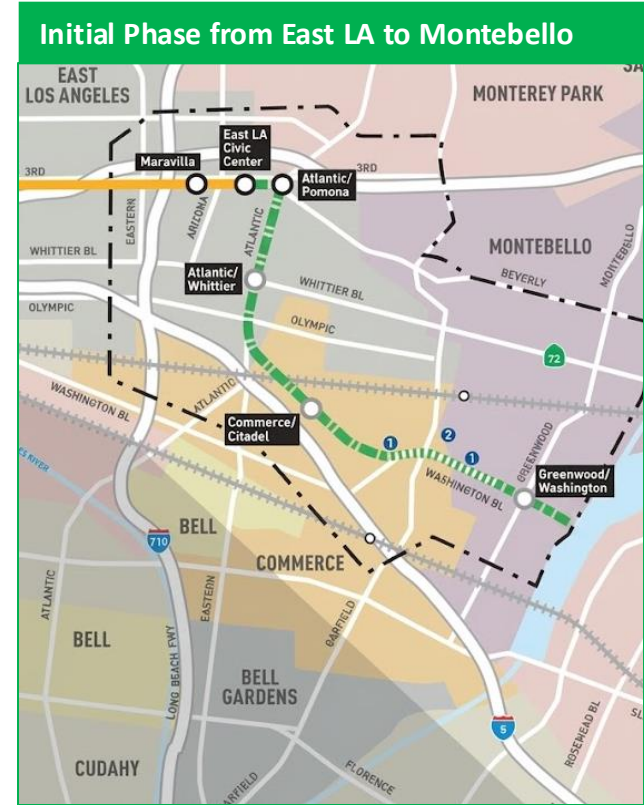 Initial Phase from East LA to Montebello
EAST
LOS ANGELES
MONTEREY PARK
SA
East LA
Civic
Center
Maravilla
3RD
3RD
Atlantic/
Pomona
EASTERN
ARIZONA
ATLANTIC
MONTEBELLO
MONTEBELLO
WHITTIER BL
Atlantic/
Whittier
BEVERLY
WHITTIER BL
OLYMPIC
OLYMPIC
72
WASHINGTON BL
ATLANTIC
Commerce/
Citadel
1
2
1
GREENWOOD
WASHINGTON BL
Greenwood/
Washington
RIVER
BELL
710
COMMERCE
ATLANTIC
EASTERN
GARFIELD
BELL
LONG BEACH FWY
BELL
GARDENS
5
ROSEMEAD BL
CUDAHY
FLORENCE